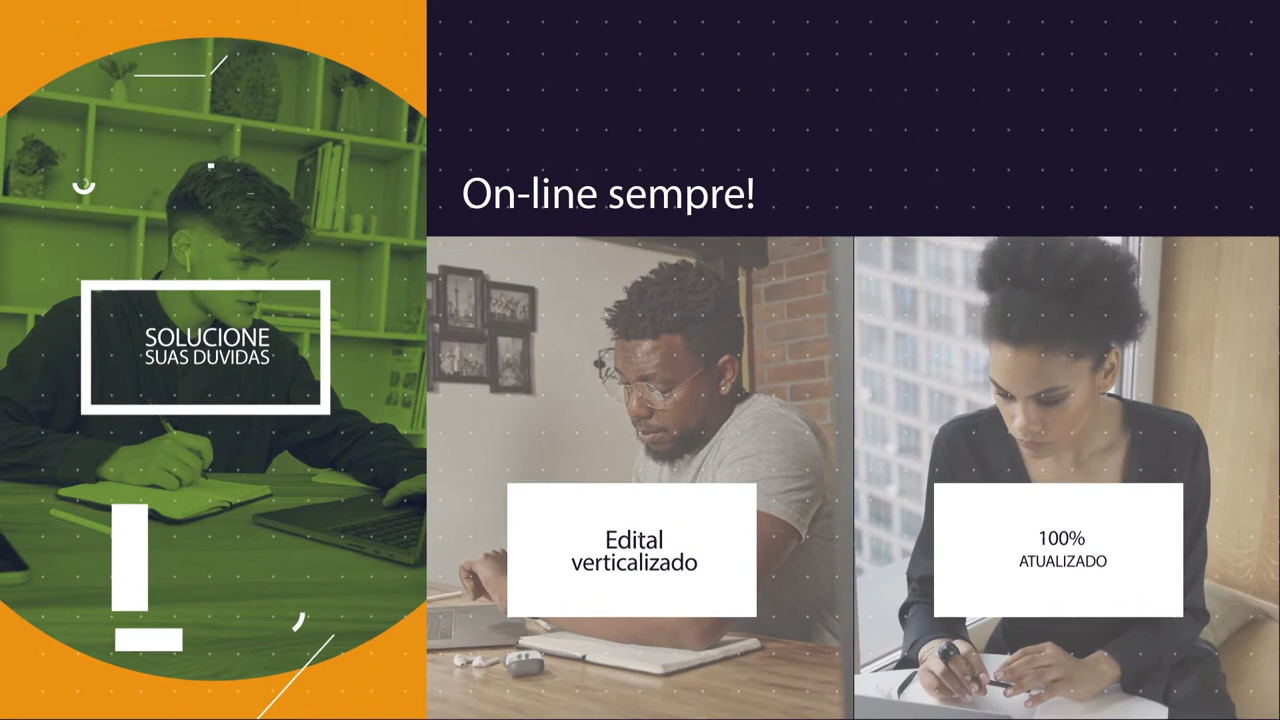 On-line sempre!
SOLUCIONE
SUAS DUVIDAS
Edital
verticalizado
100%
ATUALIZADO